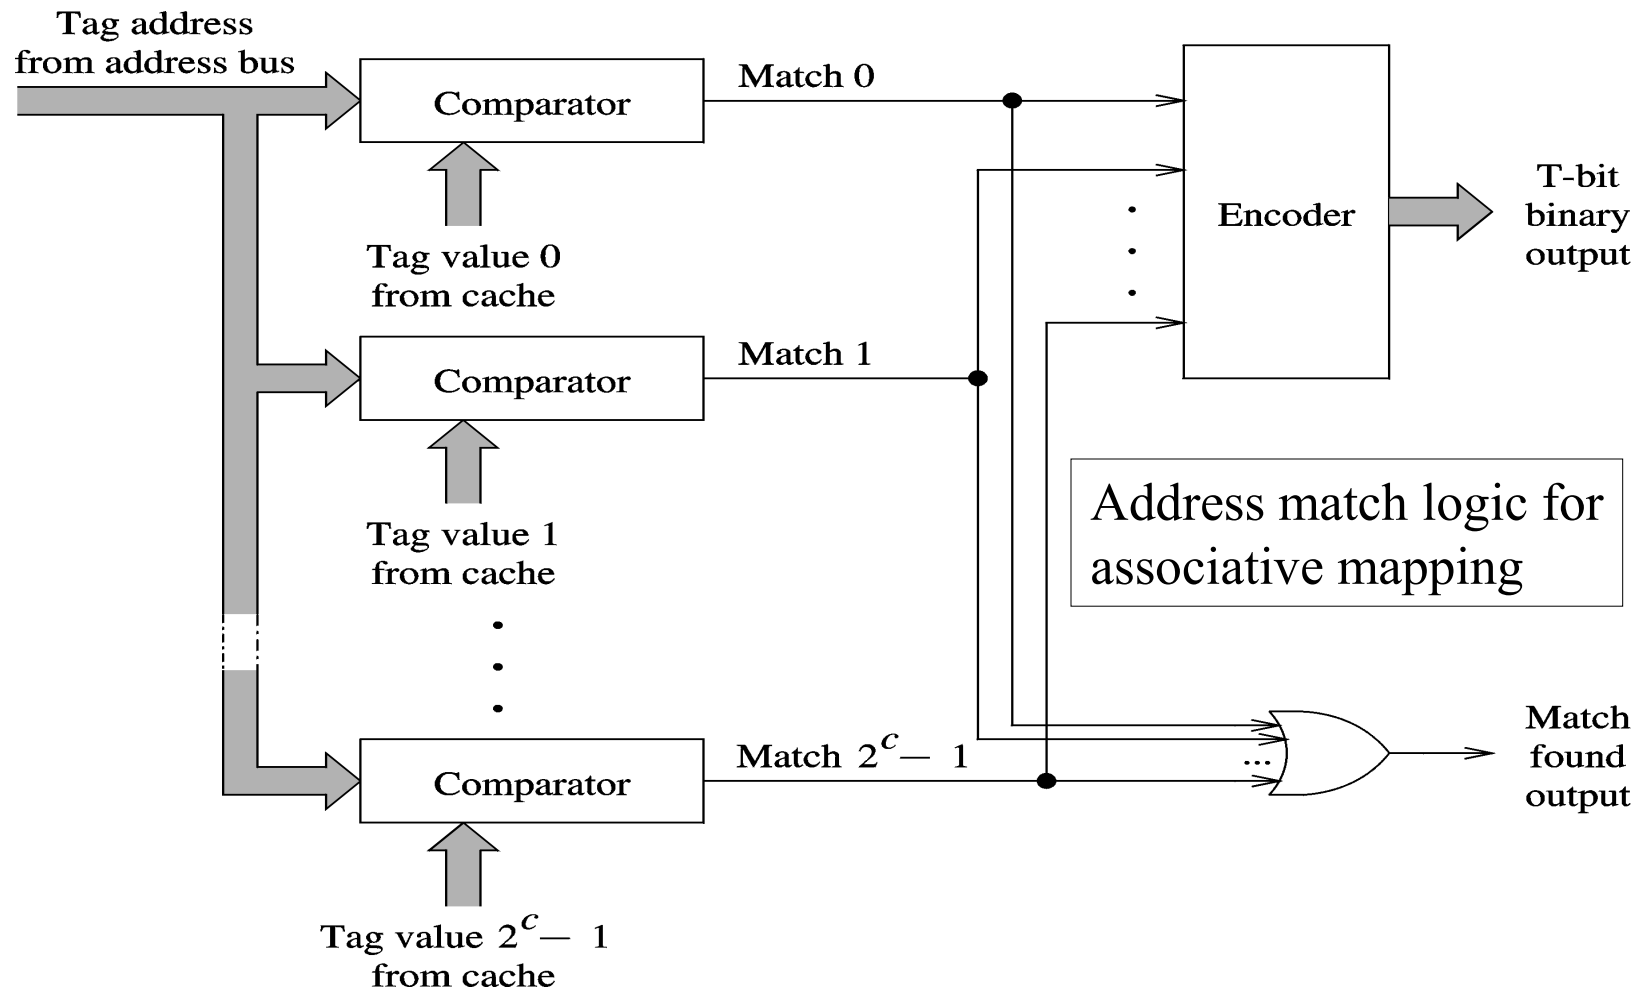 Tag address
from address bus
Comparator
Match 0
Tag value 0
from cache
Encoder
T-bit
binary
output
Comparator
Match 1
Tag value 1
from cache
Address match logic for
associative mapping
Comparator
Match 2^c – 1
...
Match
found
output
Tag value 2^c – 1
from cache